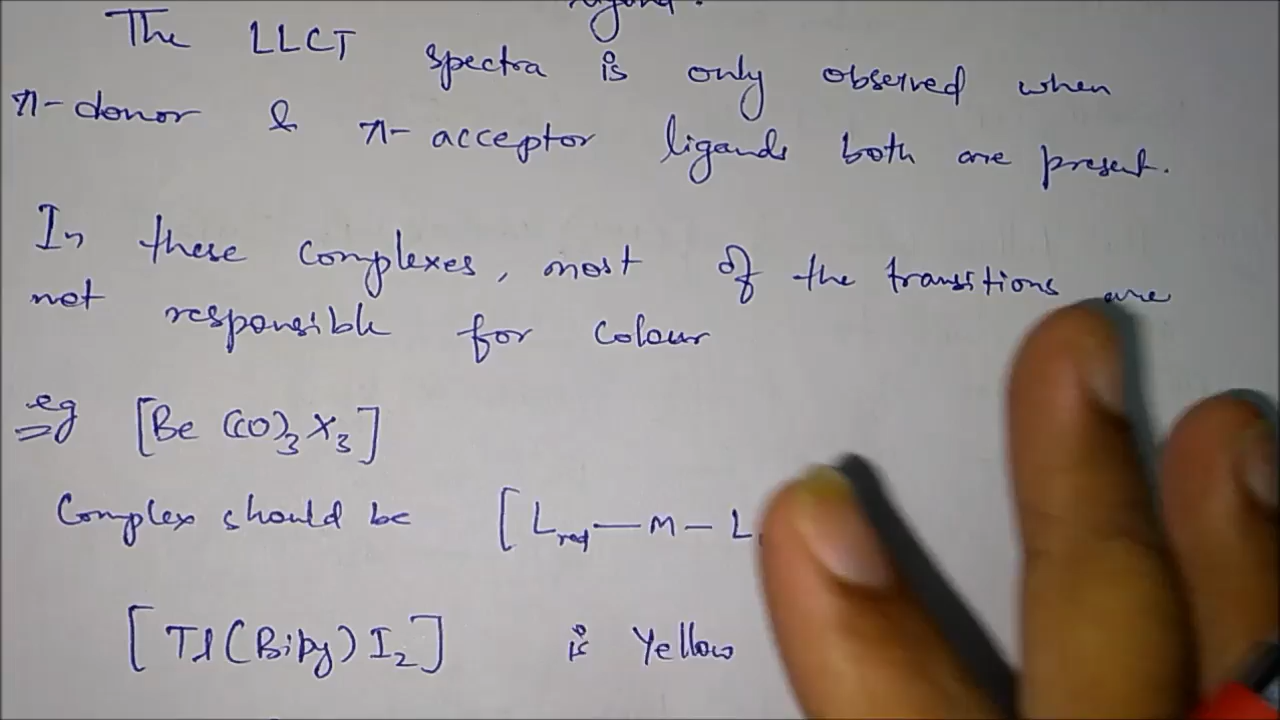 ligand.
The LLCT spectra is only observed when
π-donor & π-acceptor ligands both are present.
In these complexes, most of the transitions are
not responsible for colour
eg [Be (CO)3 X3]
Complex should be [Lred—M—L
[Tl(Bipy)I2] is Yellow